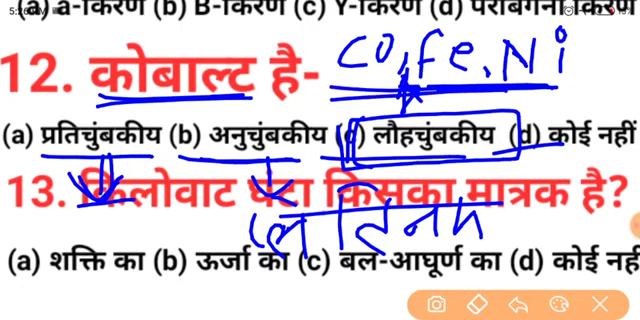 (a) a-किरण (b) B-किरण (c) Y-किरण (d) पराबैंगनी किरण
12. कोबाल्ट है- CO, Fe, Ni
(a) प्रतिचुंबकीय (b) अनुचुंबकीय (c) लौहचुंबकीय (d) कोई नहीं
13. किलोवाट घंटा किसका मात्रक है?
(a) शक्ति का (b) ऊर्जा का (c) बल-आघूर्ण का (d) कोई नहीं